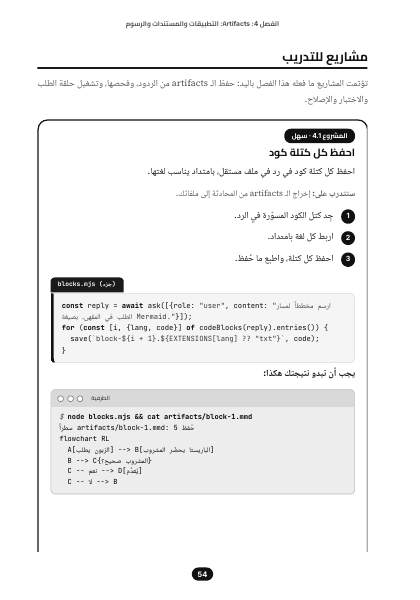 الفصل 4: Artifacts: التطبيقات والمستندات والرسوم
مشاريع للتدريب
تؤتمت المشاريع ما فعله هذا الفصل باليد: حفظ الـ artifacts من الردود، وفحصها، وتشغيل حلقة الطلب
والاختبار والإصلاح.
المشروع 4.1 · سهل
احفظ كل كتلة كود
احفظ كل كتلة كود في رد في ملف مستقل، بامتداد يناسب لغتها.
ستتدرب على: إخراج الـ artifacts من المحادثة إلى ملفاتك.
1 جِد كتل الكود المسوّرة في الرد.
2 اربط كل لغة بامتداد.
3 احفظ كل كتلة، واطبع ما حُفظ.
blocks.mjs (جزء)
const reply = await ask([{role: "user", content: "ارسم مخططاً لمسار
الطلب في المقهى، بصيغة Mermaid."}]);
for (const [i, {lang, code}] of codeBlocks(reply).entries()) {
save(`block-${i + 1}.${EXTENSIONS[lang] ?? "txt"}`, code);
}
يجب أن تبدو نتيجتك هكذا:
الطرفية
$ node blocks.mjs && cat artifacts/block-1.mmd
حُفظ artifacts/block-1.mmd: 5 سطراً
flowchart RL
A[الزبون يطلب] --> B[الباريستا يحضّر المشروب]
B --> C{المشروب صحيح؟}
C -- نعم --> D[يُقدَّم]
C -- لا --> B
54